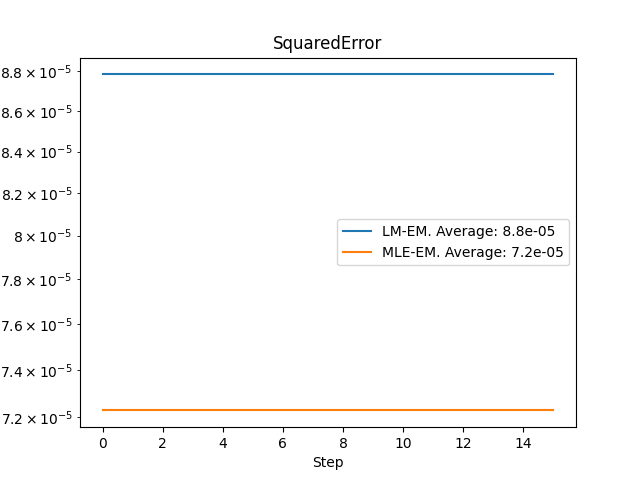 SquaredError
8.8 × 10⁻⁵
8.6 × 10⁻⁵
8.4 × 10⁻⁵
8.2 × 10⁻⁵
8 × 10⁻⁵
7.8 × 10⁻⁵
7.6 × 10⁻⁵
7.4 × 10⁻⁵
7.2 × 10⁻⁵
LM-EM. Average: 8.8e-05
MLE-EM. Average: 7.2e-05
0 2 4 6 8 10 12 14
Step